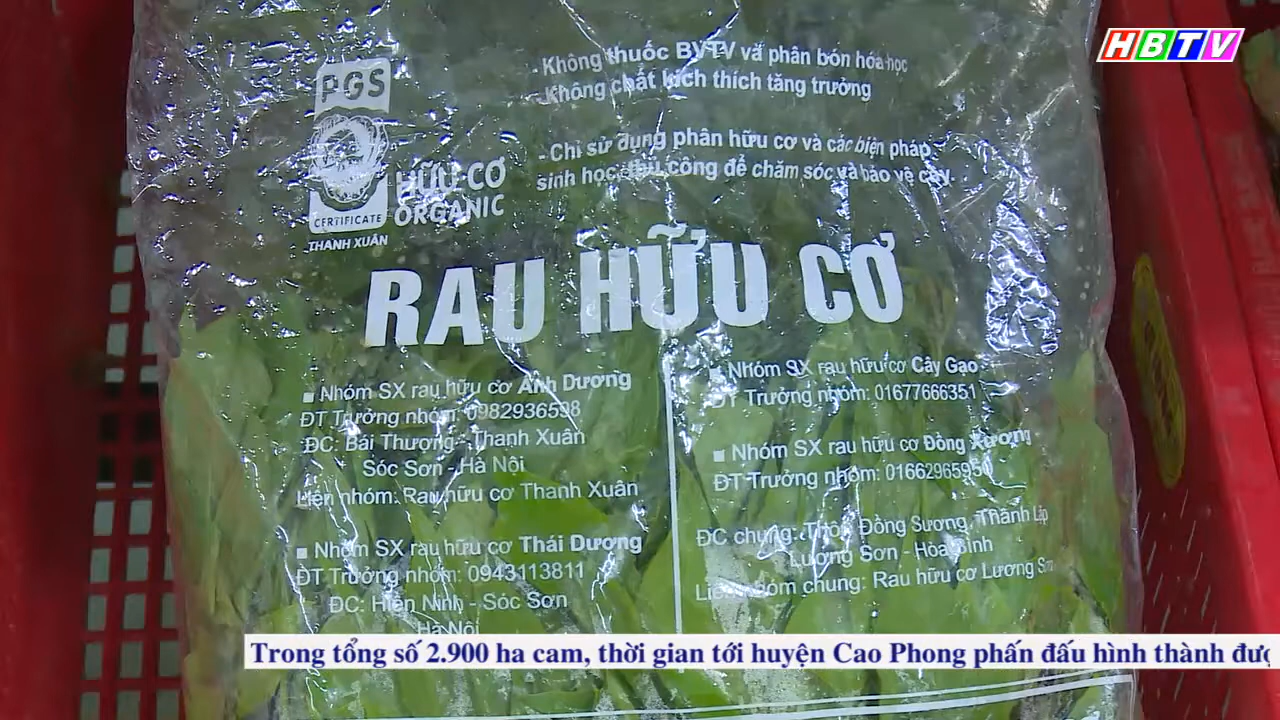 HBTV
PGS
CERTIFICATE
THANH XUÂN
HỮU CƠ
ORGANIC
- Không thuốc BVTV và phân bón hóa học
- Không chất kích thích tăng trưởng
- Chỉ sử dụng phân hữu cơ và các biện pháp
sinh học, thủ công để chăm sóc và bảo vệ cây.
RAU HỮU CƠ
Nhóm SX rau hữu cơ Ánh Dương
ĐT Trưởng nhóm: 0982936598
ĐC: Bái Thượng - Thanh Xuân
Sóc Sơn - Hà Nội
Liên nhóm: Rau hữu cơ Thanh Xuân
Nhóm SX rau hữu cơ Thái Dương
ĐT Trưởng nhóm: 0943113811
ĐC: Hiền Ninh - Sóc Sơn
Hà Nội
Nhóm SX rau hữu cơ Cây Gạo
ĐT Trưởng nhóm: 01677666351
Nhóm SX rau hữu cơ Đồng Xương
ĐT Trưởng nhóm:
ĐC chung: Thôn Đồng Sương, Thành Lập
Lương Sơn - Hòa Bình
Liên nhóm chung: Rau hữu cơ Lương Sơn
Trong tổng số 2.900 ha cam, thời gian tới huyện Cao Phong phấn đấu hình thành đượ